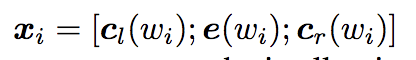 x_i = [c_l(w_i); e(w_i); c_r(w_i)]